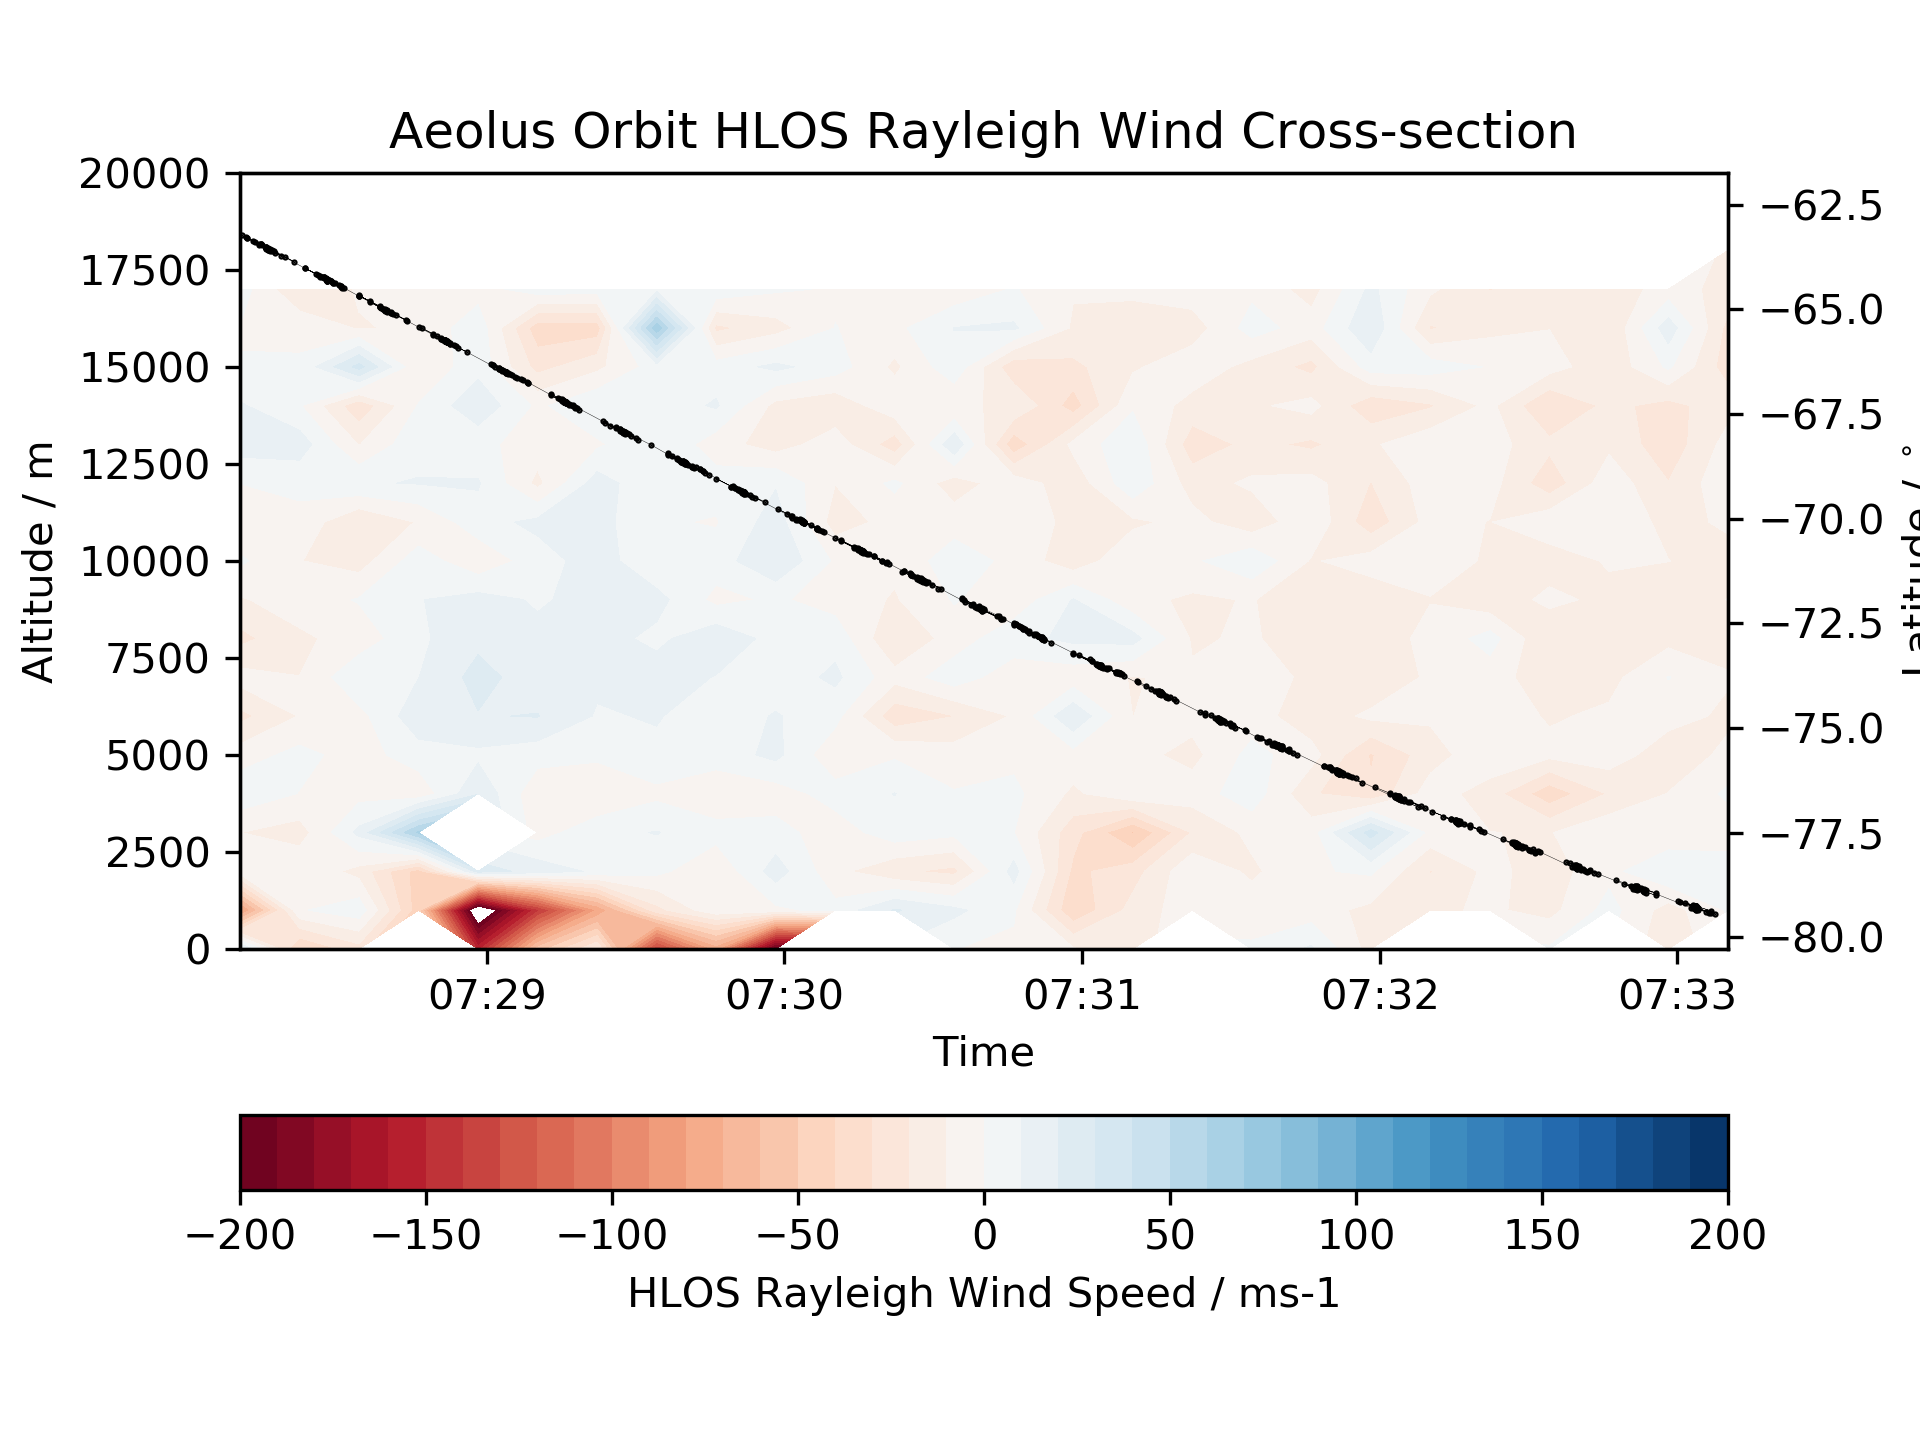 Aeolus Orbit HLOS Rayleigh Wind Cross-section
20000
17500
15000
12500
10000
7500
5000
2500
0
Altitude / m
−62.5
−65.0
−67.5
−70.0
−72.5
−75.0
−77.5
−80.0
Latitude / °
07:29 07:30 07:31 07:32 07:33
Time
−200 −150 −100 −50 0 50 100 150 200
HLOS Rayleigh Wind Speed / ms-1